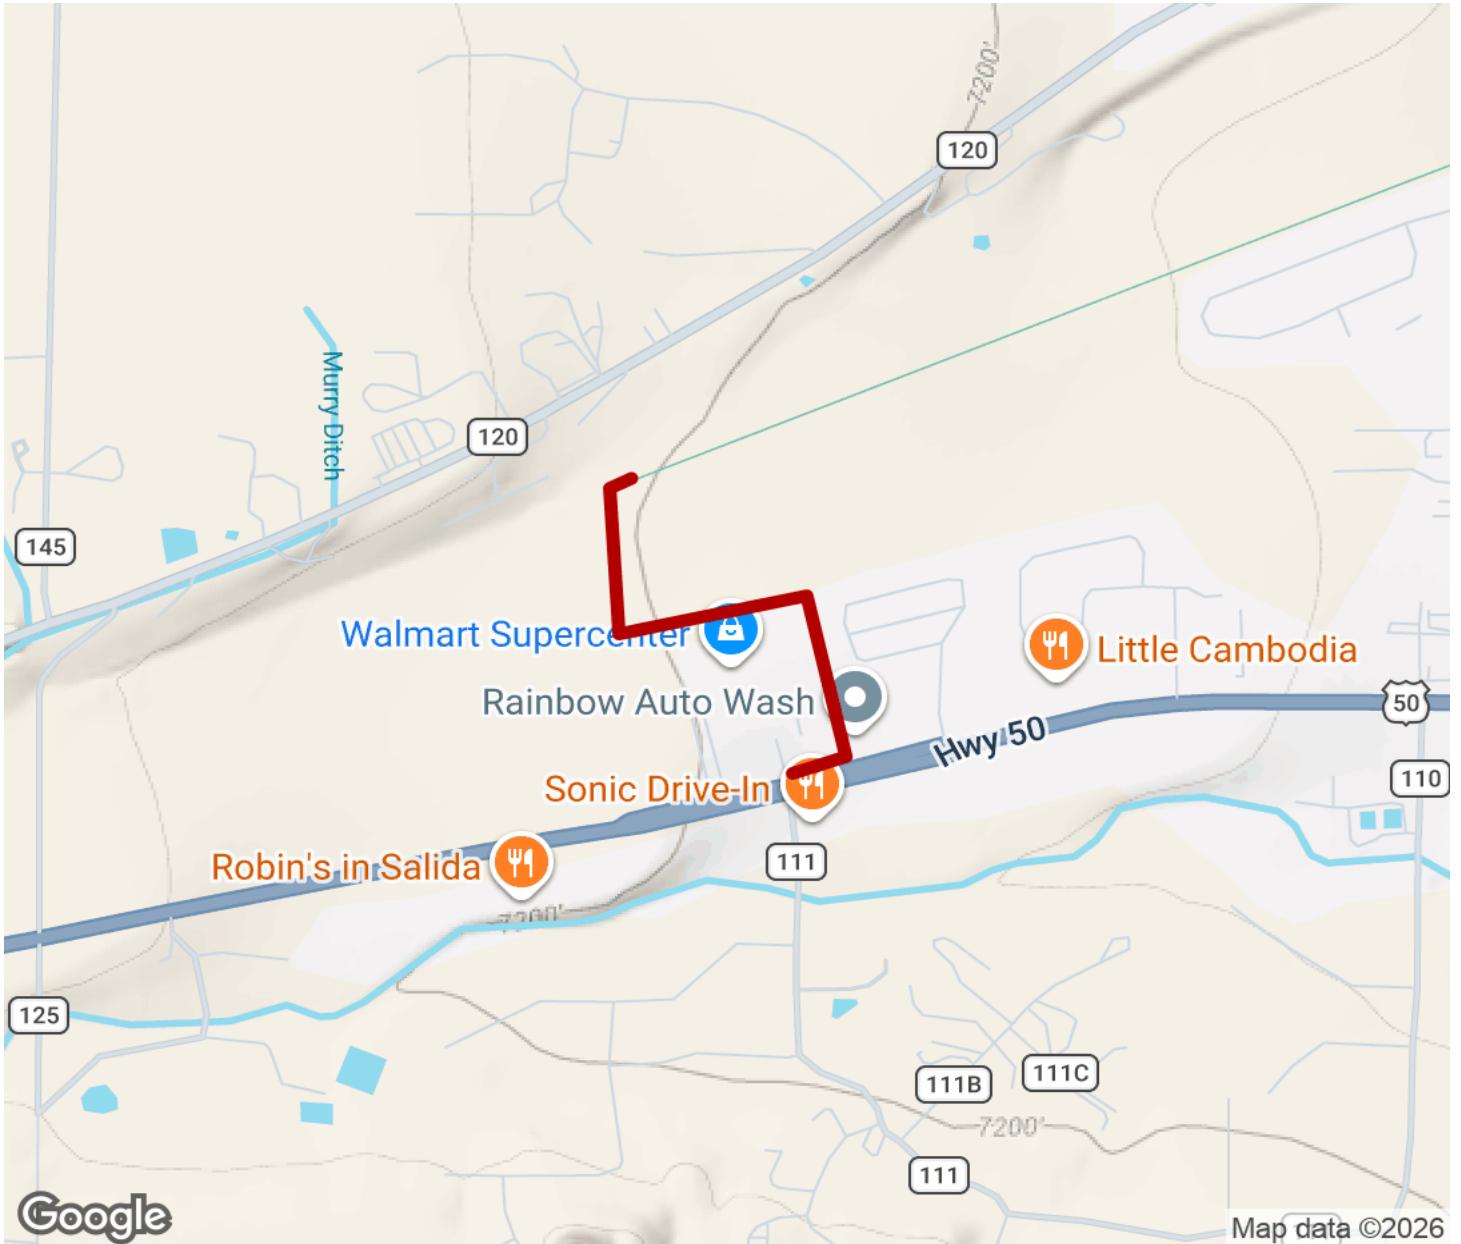 7200'
120
Murry Ditch
120
145
Walmart Supercenter
Little Cambodia
Rainbow Auto Wash
50
Hwy 50
110
Sonic Drive-In
111
Robin's in Salida
7200'
125
111B
111C
7200'
111
Google
Map data ©2026